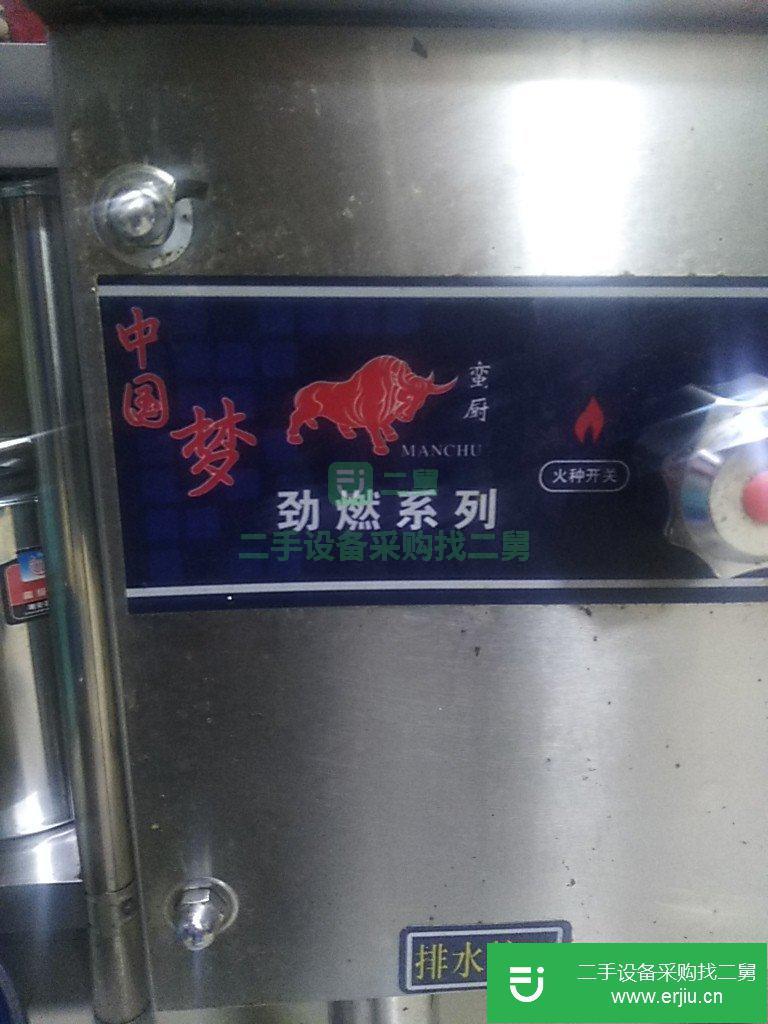 中国
梦
蛮厨
MANCHU
火种开关
二舅
劲燃系列
二手设备采购找二舅
排水
二手设备采购找二舅
www.erjiu.cn